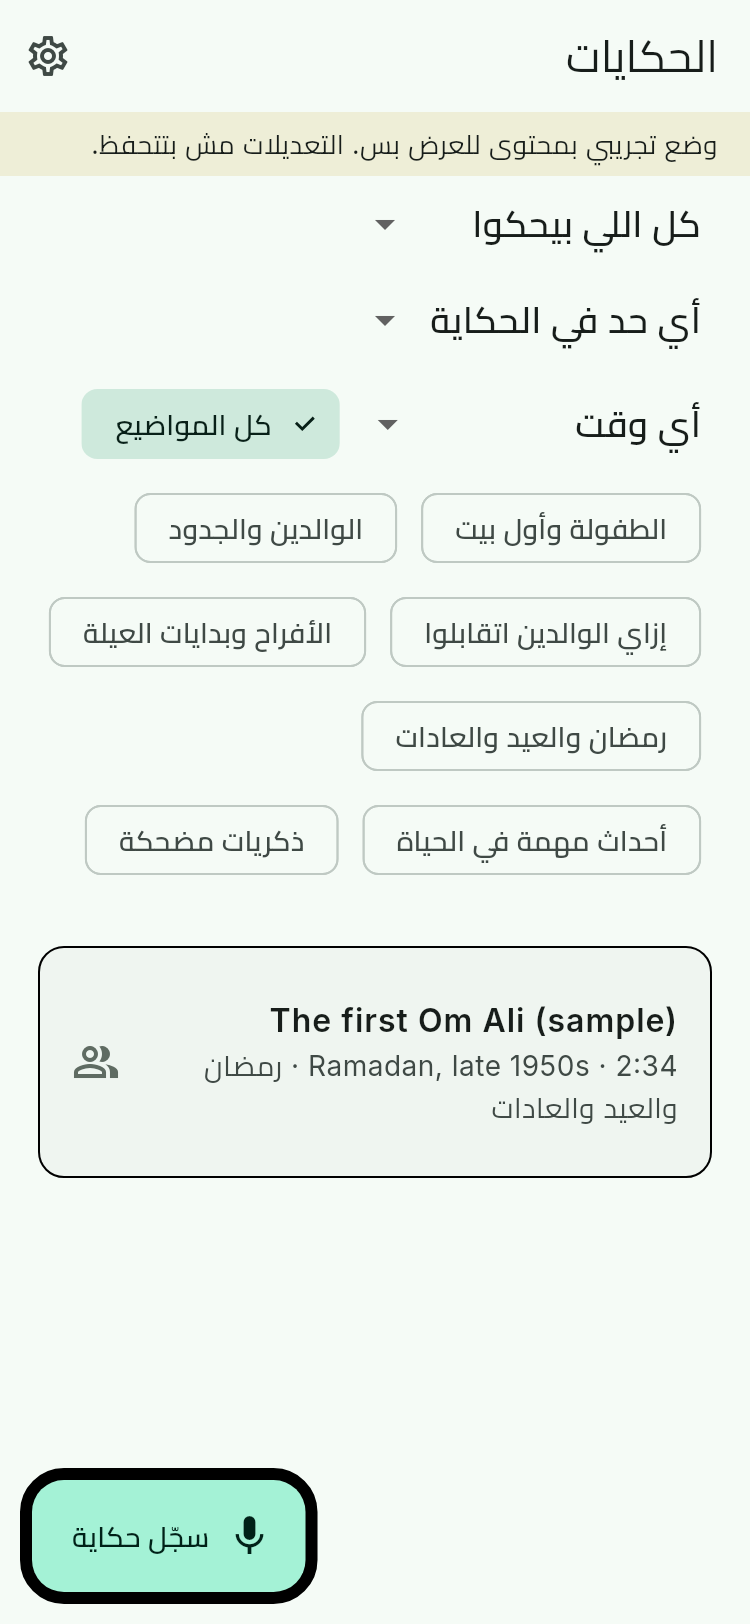 الحكايات
وضع تجريبي بمحتوى للعرض بس. التعديلات مش بتتحفظ.
كل اللي بيحكوا
أي حد في الحكاية
أي وقت
كل المواضيع
الطفولة وأول بيت
الوالدين والجدود
إزاي الوالدين اتقابلوا
الأفراح وبدايات العيلة
رمضان والعيد والعادات
أحداث مهمة في الحياة
ذكريات مضحكة
The first Om Ali (sample)
2:34 · Ramadan, late 1950s · رمضان
والعيد والعادات
سجّل حكاية